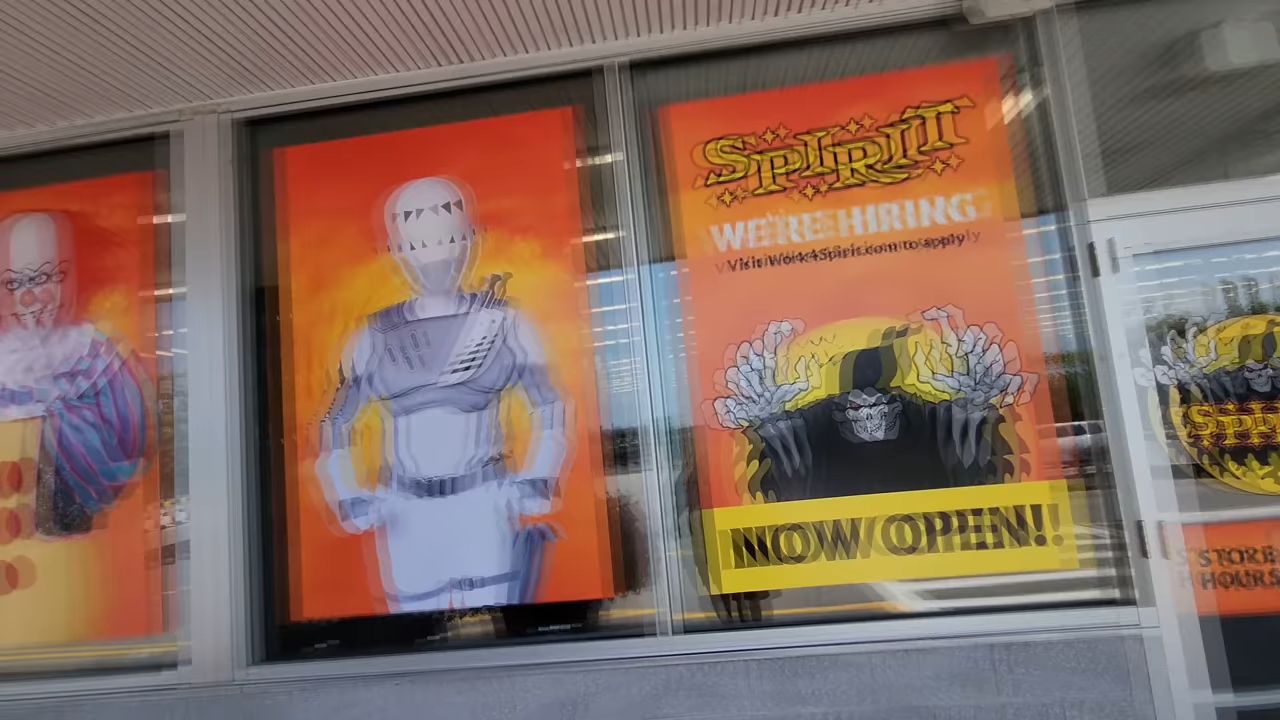 SPIRIT
WE'RE HIRING
Visit Work4Spirit.com to apply
NOW OPEN!
SPIRIT
STORE
HOURS